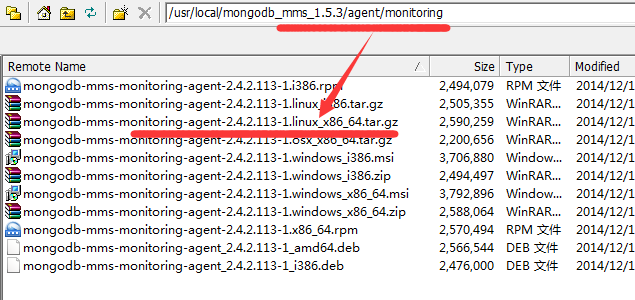 /usr/local/mongodb_mms_1.5.3/agent/monitoring
Remote Name / Size Type Modified
mongodb-mms-monitoring-agent-2.4.2.113-1.i386.rpm 2,494,079 RPM 文件 2014/12/1
mongodb-mms-monitoring-agent-2.4.2.113-1.linux_i386.tar.gz 2,505,355 WinRAR... 2014/12/1
mongodb-mms-monitoring-agent-2.4.2.113-1.linux_x86_64.tar.gz 2,590,259 WinRAR... 2014/12/1
mongodb-mms-monitoring-agent-2.4.2.113-1.osx_x86_64.tar.gz 2,200,656 WinRAR... 2014/12/1
mongodb-mms-monitoring-agent-2.4.2.113-1.windows_i386.msi 3,706,880 Window... 2014/12/1
mongodb-mms-monitoring-agent-2.4.2.113-1.windows_i386.zip 2,494,497 WinRAR... 2014/12/1
mongodb-mms-monitoring-agent-2.4.2.113-1.windows_x86_64.msi 3,792,896 Window... 2014/12/1
mongodb-mms-monitoring-agent-2.4.2.113-1.windows_x86_64.zip 2,588,064 WinRAR... 2014/12/1
mongodb-mms-monitoring-agent-2.4.2.113-1.x86_64.rpm 2,570,494 RPM 文件 2014/12/1
mongodb-mms-monitoring-agent_2.4.2.113-1_amd64.deb 2,566,544 DEB 文件 2014/12/1
mongodb-mms-monitoring-agent_2.4.2.113-1_i386.deb 2,476,000 DEB 文件 2014/12/1